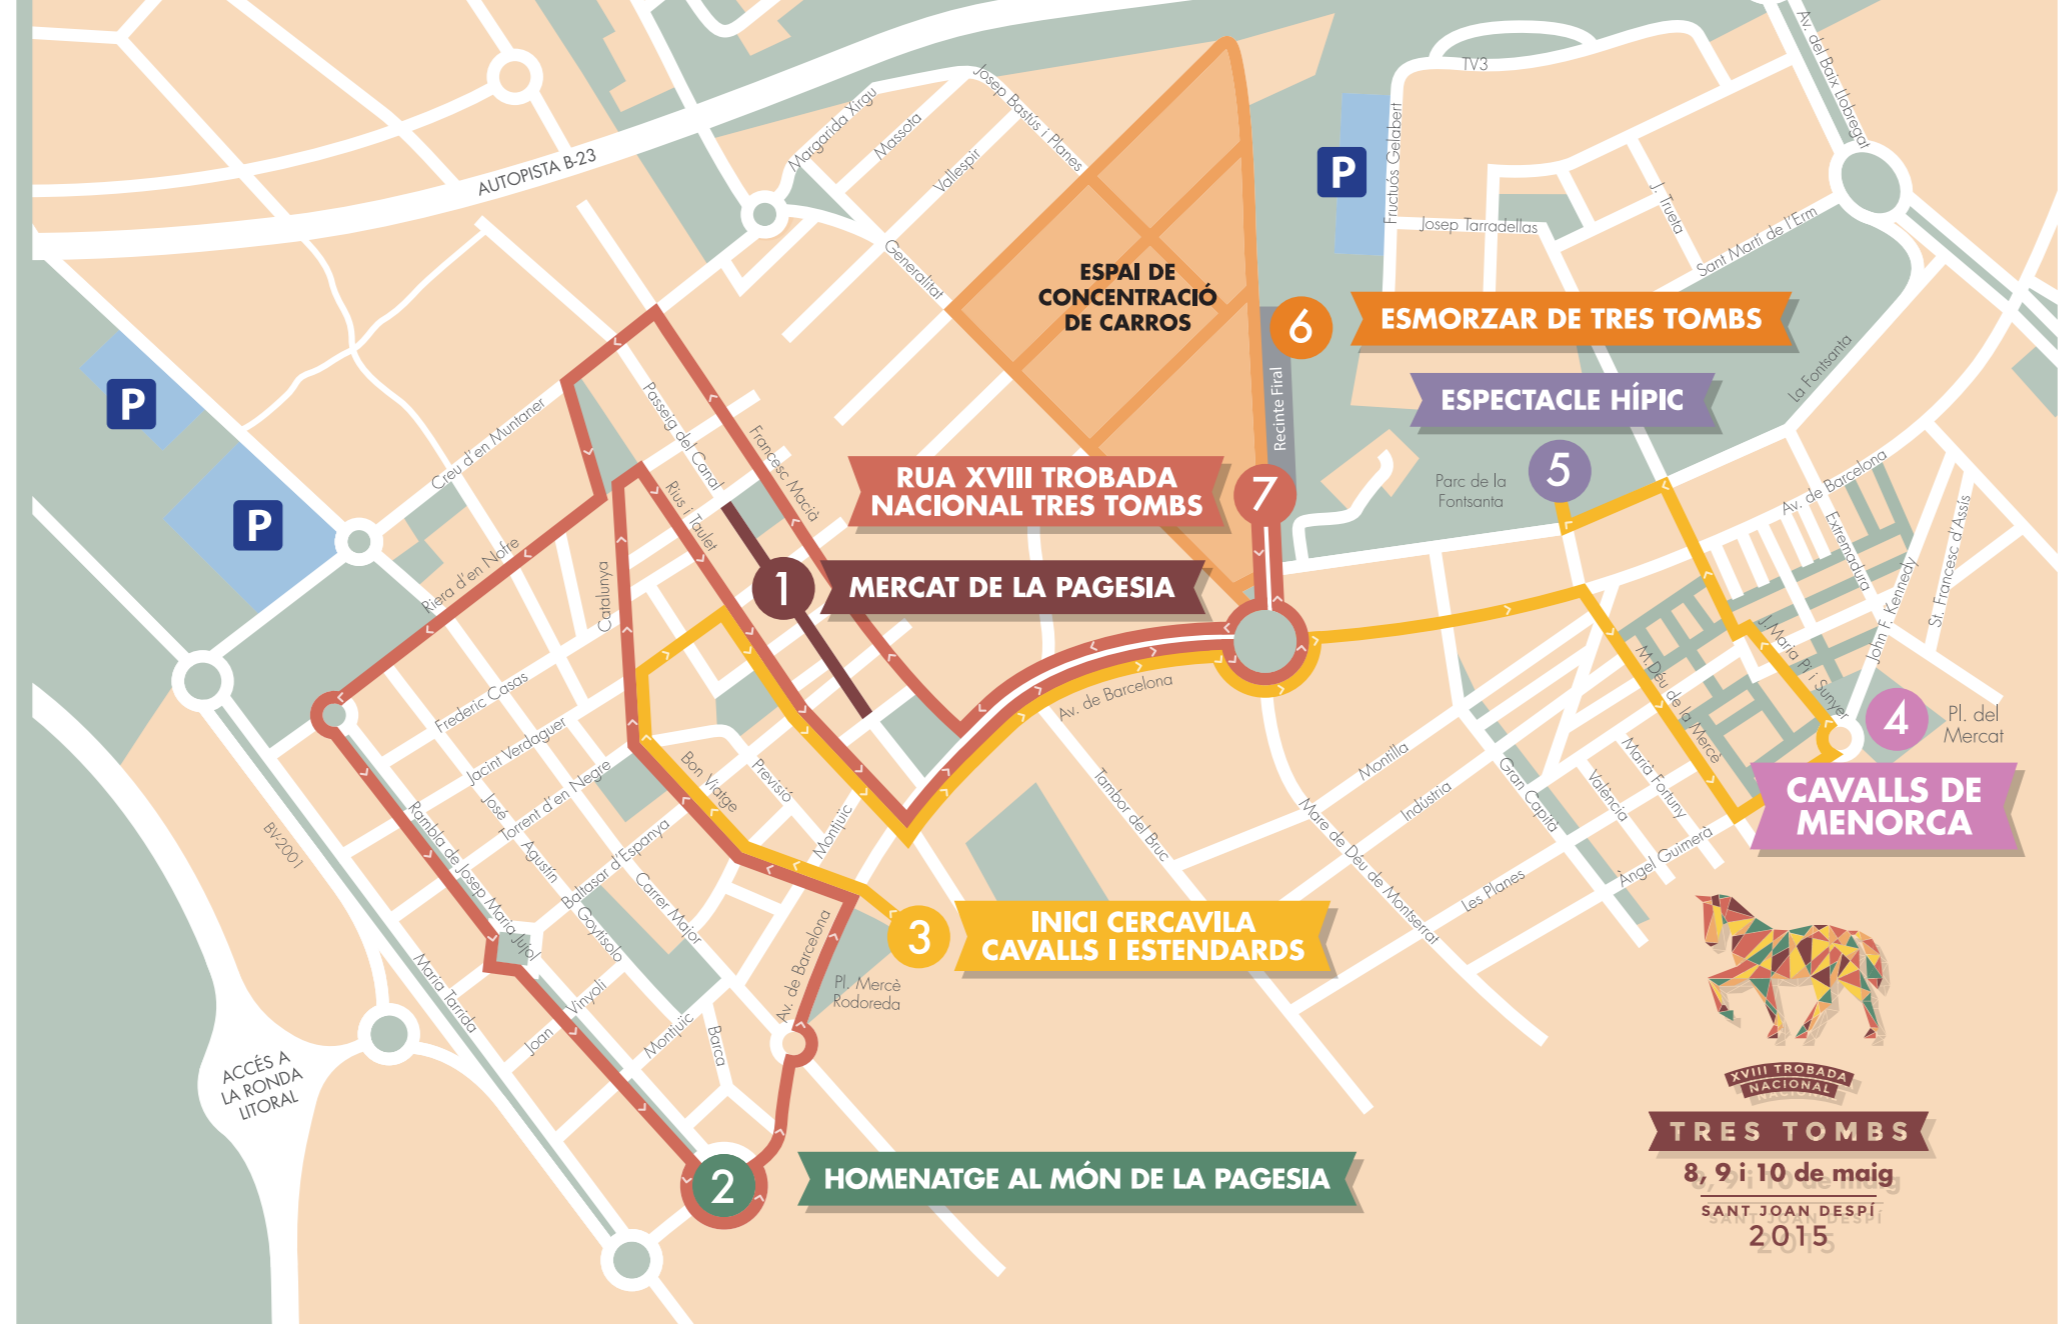 TV3
Av. del Baix Llobregat
Josep Bastús i Planes
Margarida Xirgu
Massota
Vallespir
AUTOPISTA B-23
P
Fructuós Gelabert
Josep Tarradellas
J. Trueta
Sant Martí de l'Erm
Generalitat
ESPAI DE
CONCENTRACIÓ
DE CARROS
6
ESMORZAR DE TRES TOMBS
La Fontsanta
P
Creu d'en Muntaner
Passeig del Canal
Francesc Macià
Recinte Firal
ESPECTACLE HÍPIC
5
Parc de la
Fontsanta
Av. de Barcelona
RUA XVIII TROBADA
NACIONAL TRES TOMBS
7
P
Rius i Taulet
Extremadura
St. Francesc d'Assís
John F. Kennedy
Riera d'en Nofre
Catalunya
1
MERCAT DE LA PAGESIA
J. Maria Pi i Sunyer
M. Déu de la Mercè
Frederic Casas
Av. de Barcelona
4
Pl. del
Mercat
Jacint Verdaguer
Torrent d'en Negre
Bon Viatge
Previsió
Montjuïc
Tambor del Bruc
Montilla
Indústria
Gran Capità
València
Marià Fortuny
CAVALLS DE
MENORCA
BV-2001
Rambla de Josep Maria Jujol
José
Agustín
Goytisolo
Baltasar d'Espanya
Carrer Major
Mare de Déu de Montserrat
Les Planes
Àngel Guimerà
3
INICI CERCAVILA
CAVALLS I ESTENDARDS
Av. de Barcelona
Pl. Mercè
Rodoreda
Maria Tarrida
Joan Vinyoli
Montjuïc
Barca
ACCÉS A
LA RONDA
LITORAL
2
HOMENATGE AL MÓN DE LA PAGESIA
XVIII TROBADA
NACIONAL
TRES TOMBS
8, 9 i 10 de maig
SANT JOAN DESPÍ
2015